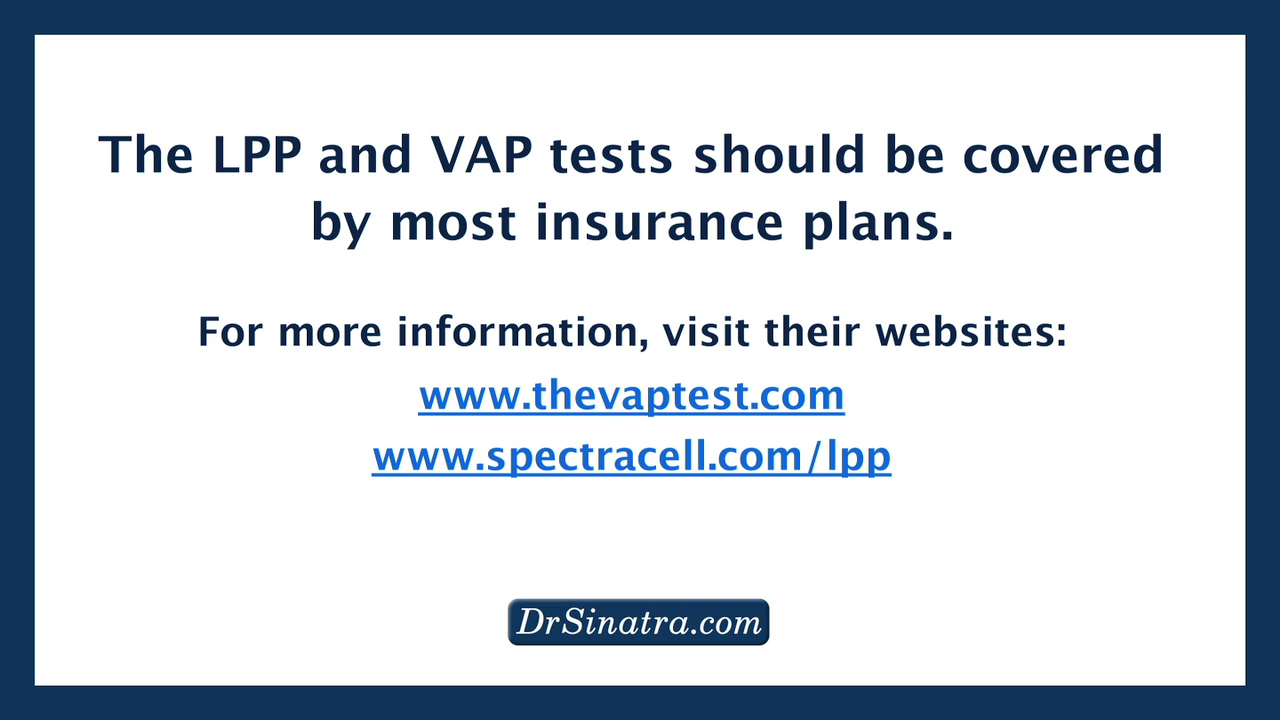 The LPP and VAP tests should be covered
by most insurance plans.
For more information, visit their websites:
www.thevaptest.com
www.spectracell.com/lpp
DrSinatra.com